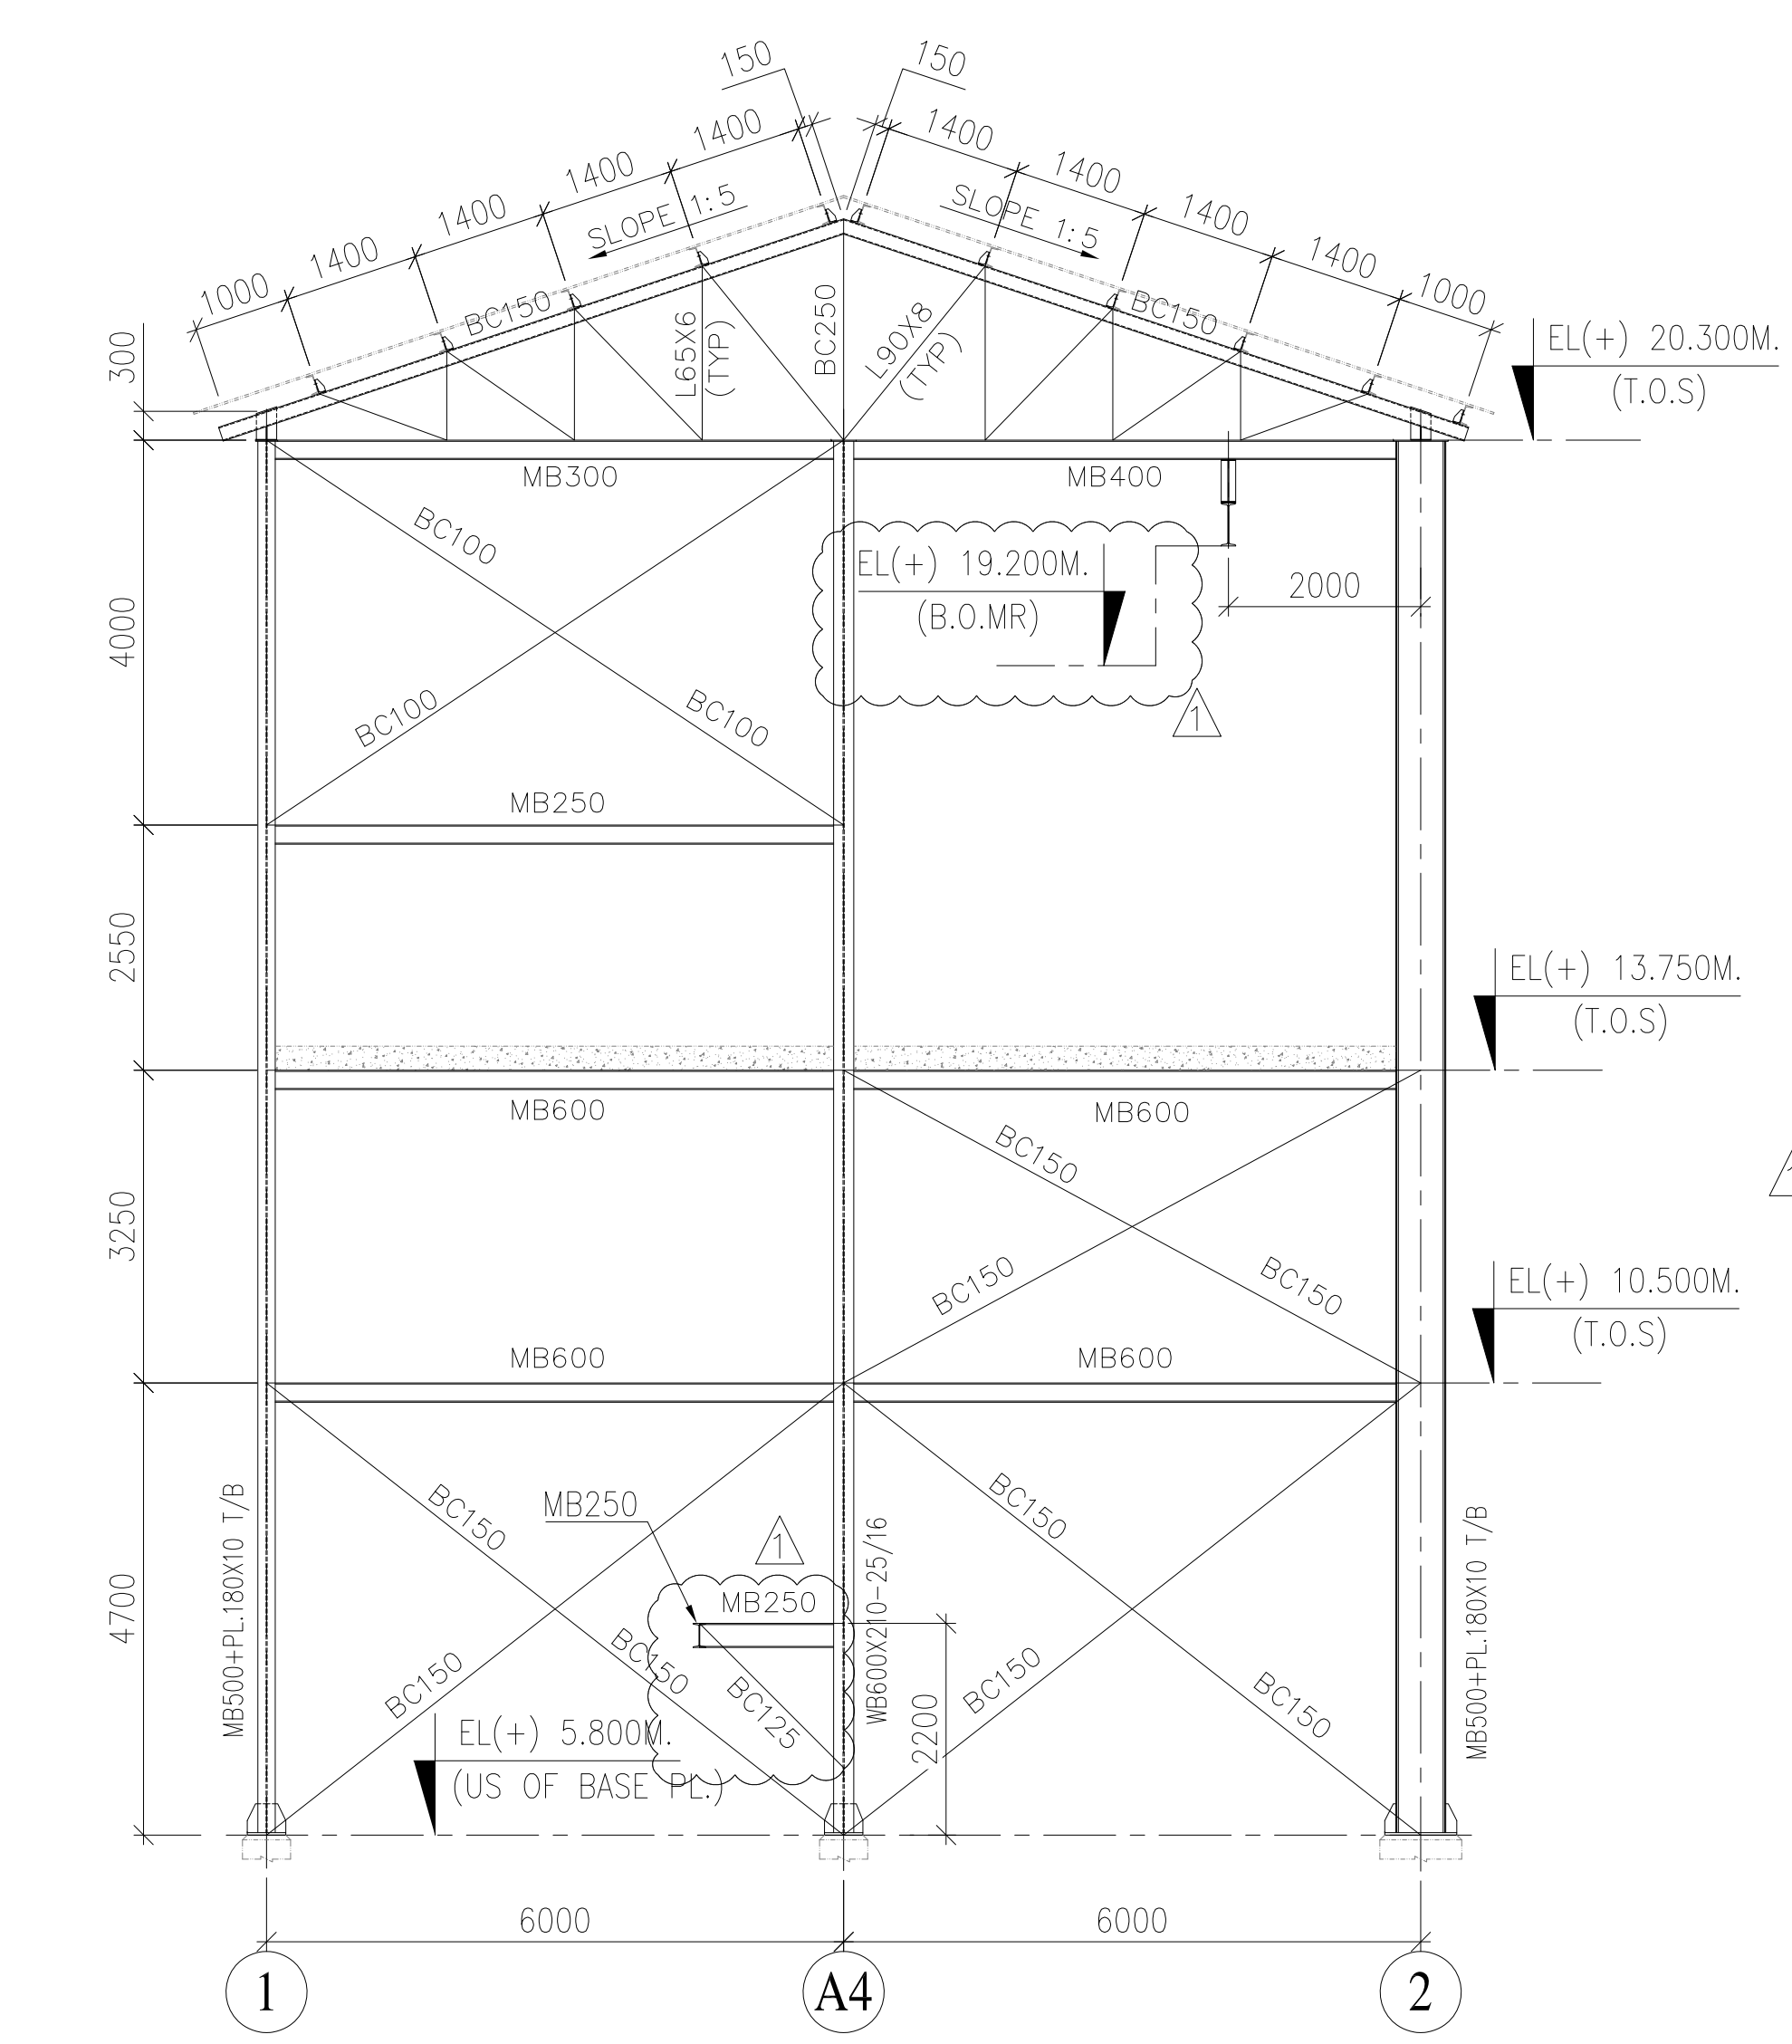 150
150
1400
1400
1400
1400
1400
1400
1400
1400
1000
1000
SLOPE 1:5
SLOPE 1:5
BC150
BC150
L65X6
(TYP)
BC250
L90X8
(TYP)
300
EL(+) 20.300M.
(T.O.S)
MB300
MB400
BC100
EL(+) 19.200M.
(B.O.MR)
2000
4000
BC100
BC100
1
MB250
2550
EL(+) 13.750M.
(T.O.S)
MB600
MB600
BC150
3250
BC150
BC150
EL(+) 10.500M.
(T.O.S)
MB600
MB600
BC150
BC150
MB250
1
MB250
MB500+PL.180X10 T/B
WB600X210-25/16
MB500+PL.180X10 T/B
4700
BC150
BC150
BC125
BC150
BC150
2200
EL(+) 5.800M.
(US OF BASE PL.)
6000
6000
1
A4
2